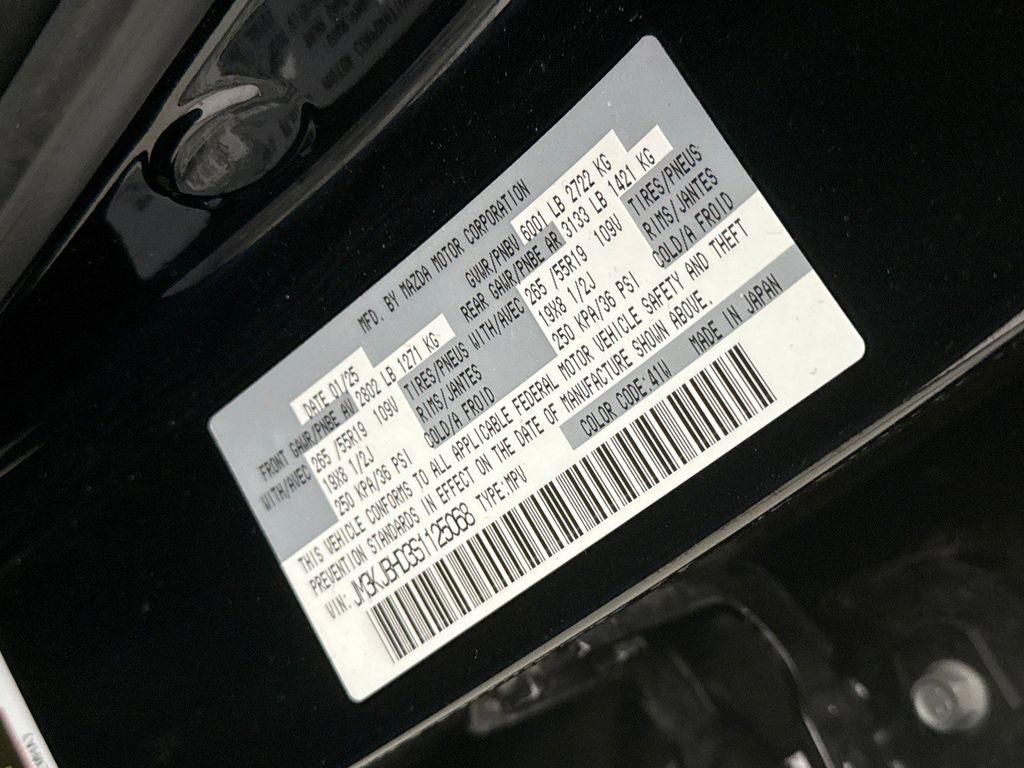 MFD. BY MAZDA MOTOR CORPORATION
DATE 01/25 GVWR/PNBV 6001 LB 2722 KG
FRONT GAWR/PNBE AV 2802 LB 1271 KG REAR GAWR/PNBE AR 3133 LB 1421 KG
WITH/AVEC 265 /55R19 109V TIRES/PNEUS WITH/AVEC 265 /55R19 109V TIRES/PNEUS
19X8 1/2J RIMS/JANTES 19X8 1/2J RIMS/JANTES
250 KPA/36 PSI COLD/A FROID 250 KPA/36 PSI COLD/A FROID
THIS VEHICLE CONFORMS TO ALL APPLICABLE FEDERAL MOTOR VEHICLE SAFETY AND THEFT
PREVENTION STANDARDS IN EFFECT ON THE DATE OF MANUFACTURE SHOWN ABOVE.
VIN: JM3KJBHD3S1125068 TYPE:MPV COLOR CODE:41W MADE IN JAPAN